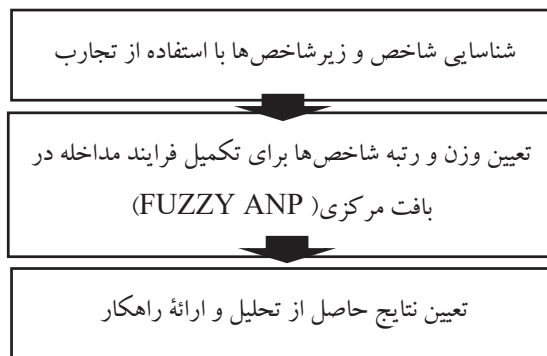 شناسایی شاخص و زیرشاخص‌ها با استفاده از تجارب
تعیین وزن و رتبه شاخص‌ها برای تکمیل فرایند مداخله در
بافت مرکزی( FUZZY ANP)
تعیین نتایج حاصل از تحلیل و ارائۀ راهکار